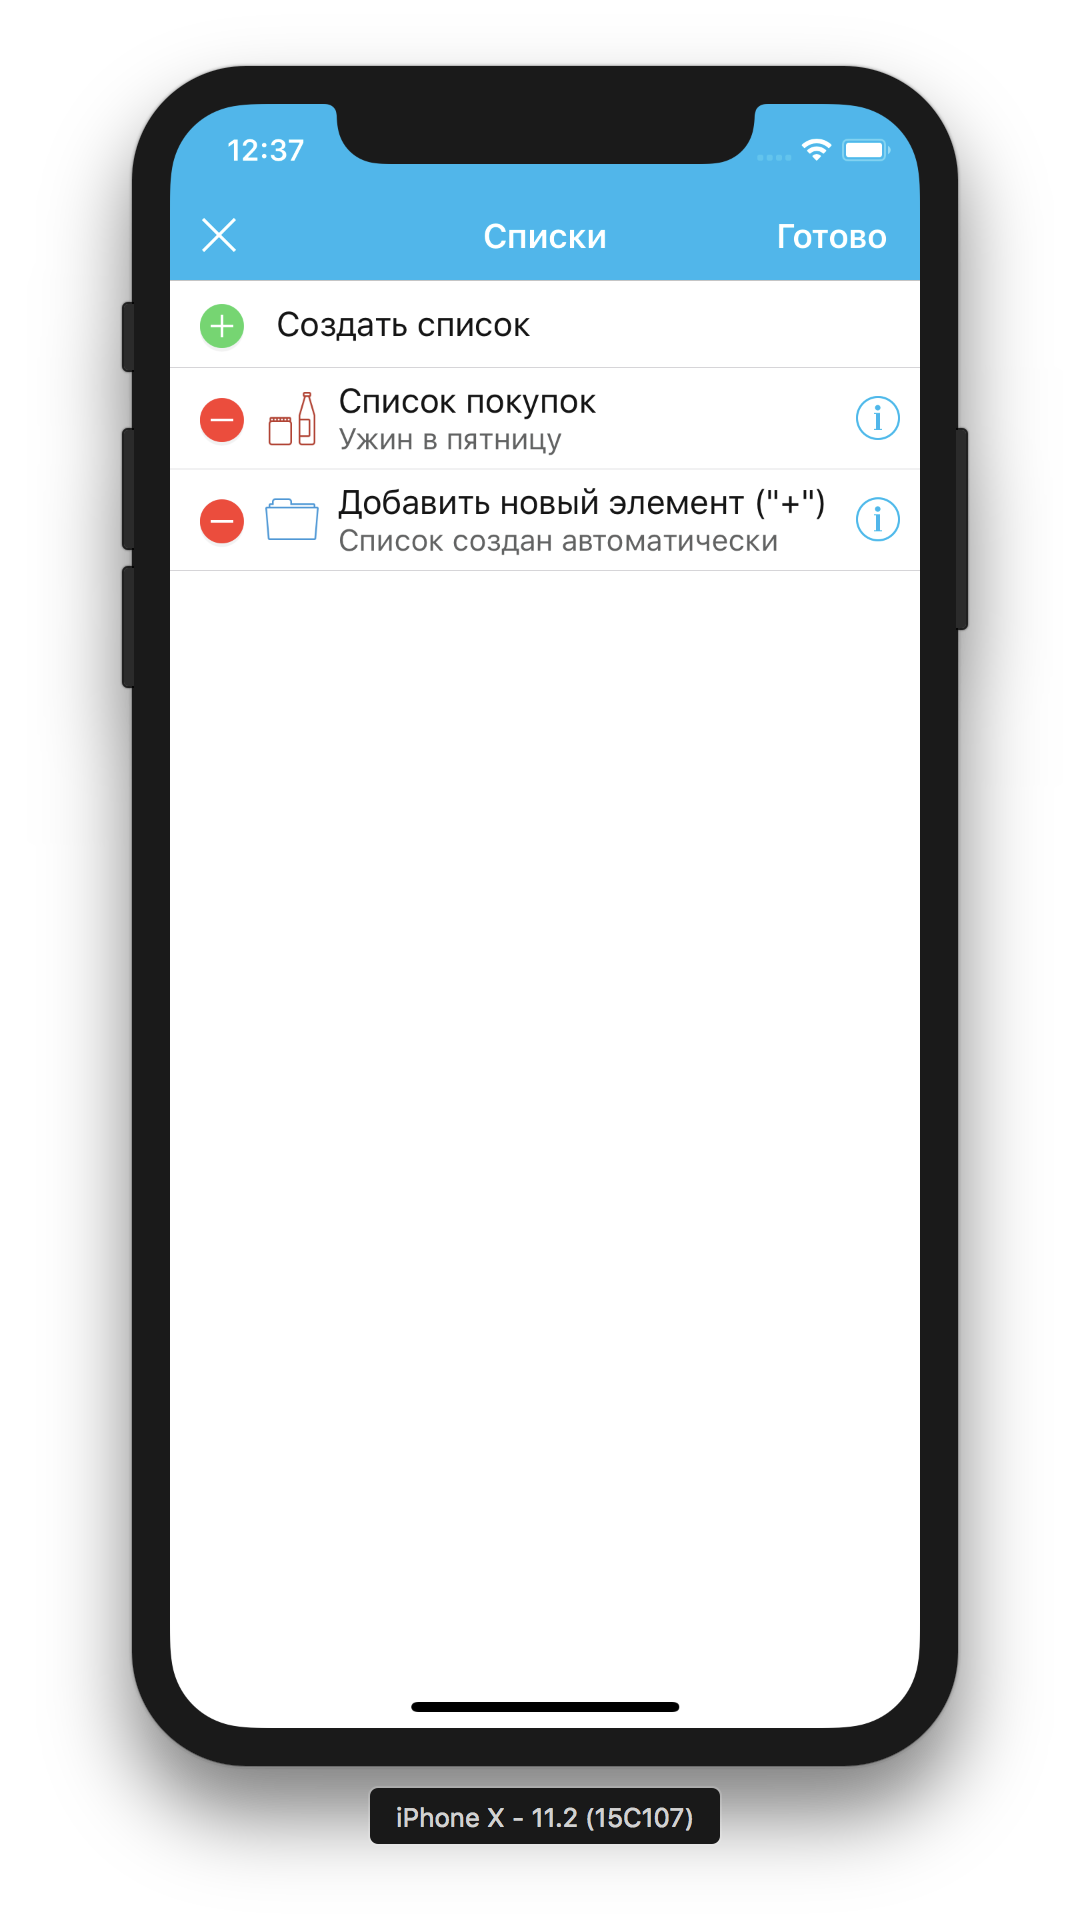 12:37
Списки
Готово
Создать список
Список покупок
Ужин в пятницу
Добавить новый элемент ("+")
Список создан автоматически
iPhone X - 11.2 (15C107)